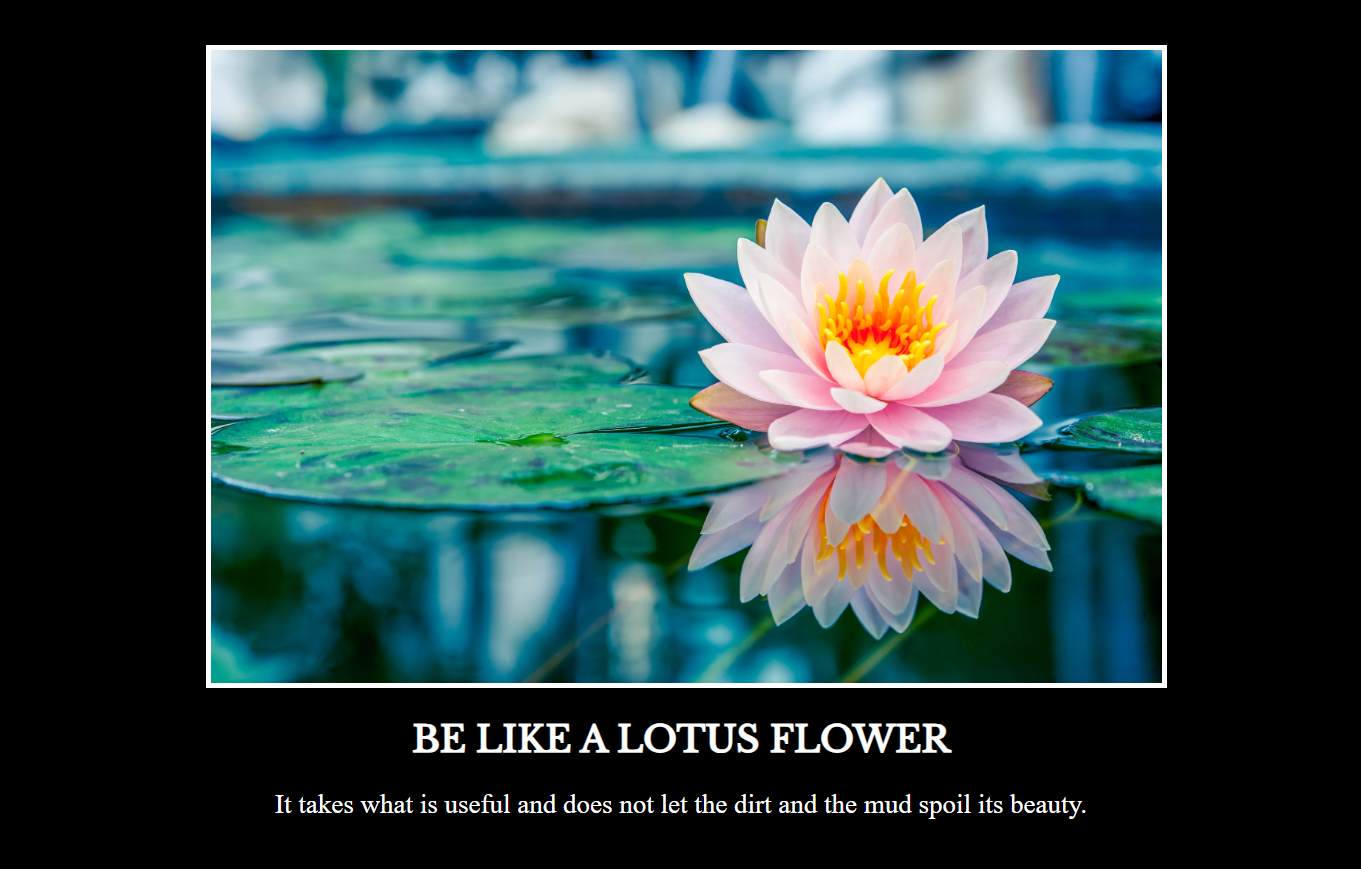 BE LIKE A LOTUS FLOWER
It takes what is useful and does not let the dirt and the mud spoil its beauty.